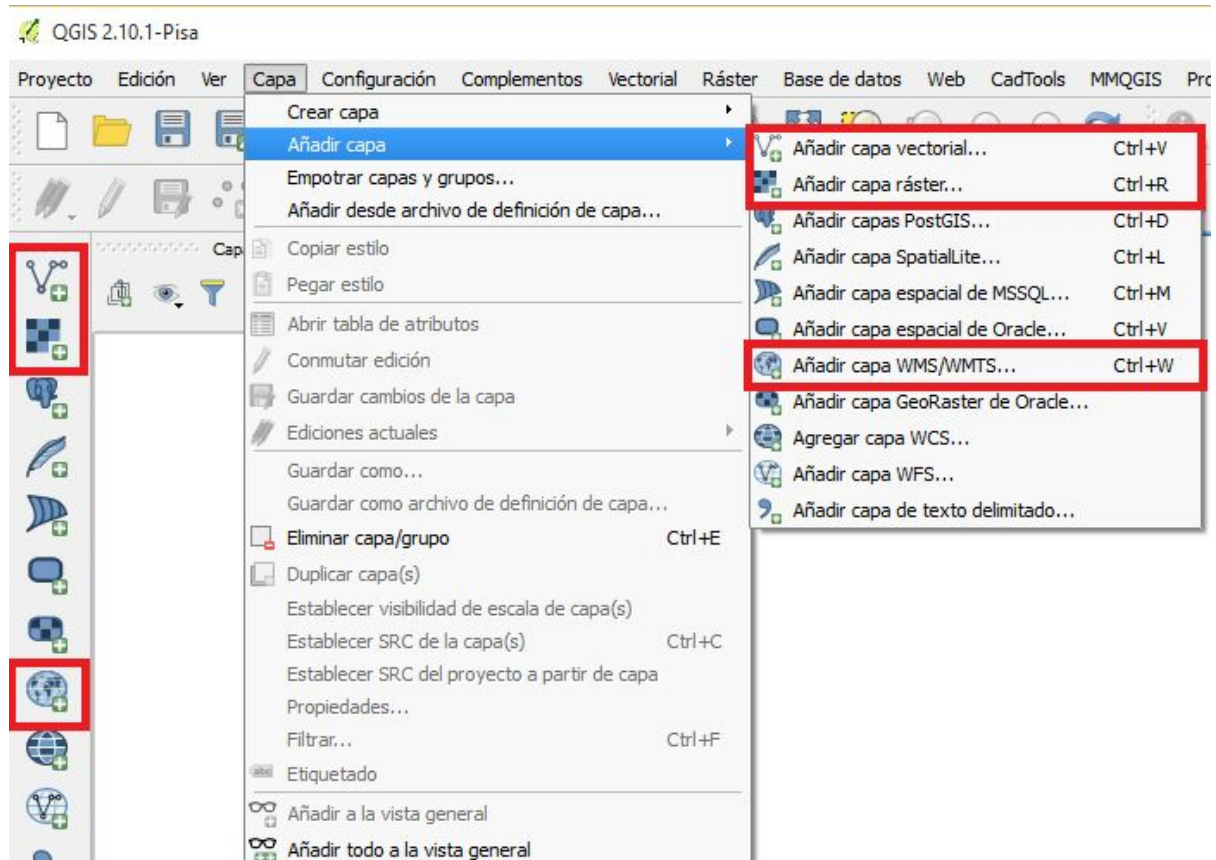 QGIS 2.10.1-Pisa
Proyecto Edición Ver Capa Configuración Complementos Vectorial Ráster Base de datos Web CadTools MMQGIS
Crear capa
Añadir capa
Empotrar capas y grupos...
Añadir desde archivo de definición de capa...
Copiar estilo
Pegar estilo
Abrir tabla de atributos
Conmutar edición
Guardar cambios de la capa
Ediciones actuales
Guardar como...
Guardar como archivo de definición de capa...
Eliminar capa/grupo Ctrl+E
Duplicar capa(s)
Establecer visibilidad de escala de capa(s)
Establecer SRC de la capa(s) Ctrl+C
Establecer SRC del proyecto a partir de capa
Propiedades...
Filtrar... Ctrl+F
abc Etiquetado
Añadir a la vista general
Añadir todo a la vista general
Añadir capa vectorial... Ctrl+V
Añadir capa ráster... Ctrl+R
Añadir capas PostGIS... Ctrl+D
Añadir capa SpatiaLite... Ctrl+L
Añadir capa espacial de MSSQL... Ctrl+M
Añadir capa espacial de Oracle... Ctrl+V
Añadir capa WMS/WMTS... Ctrl+W
Añadir capa GeoRaster de Oracle...
Agregar capa WCS...
Añadir capa WFS...
Añadir capa de texto delimitado...